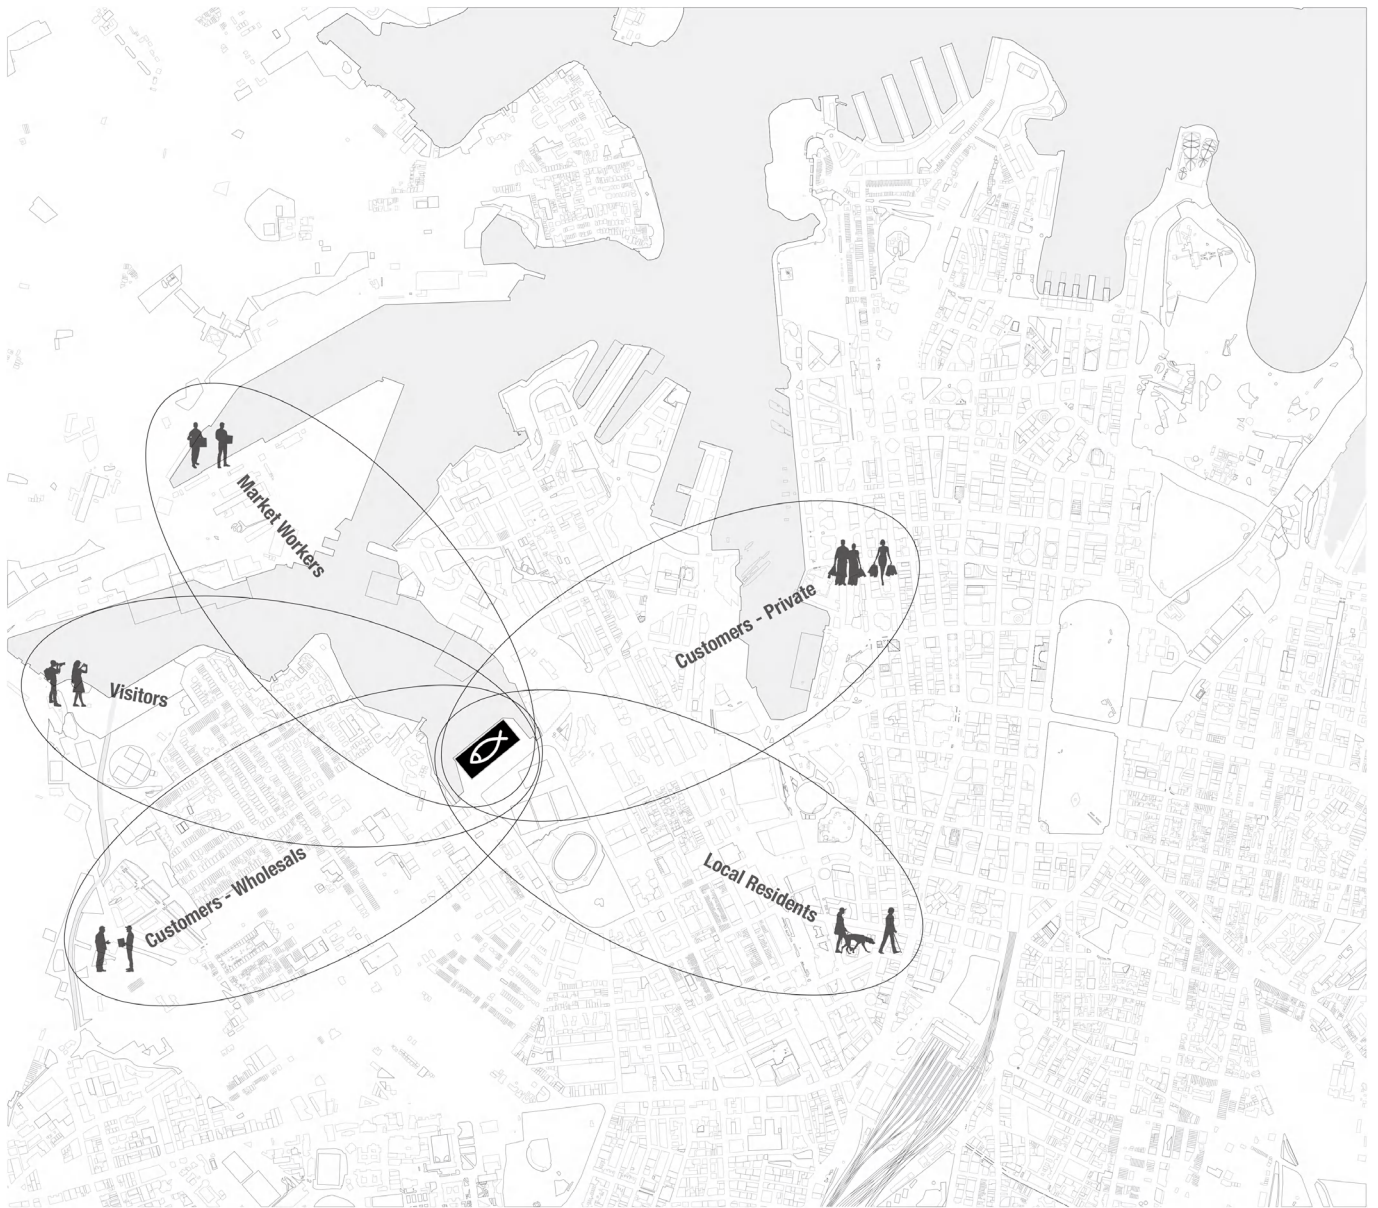 Market Workers
Customers - Private
Visitors
Customers - Wholesals
Local Residents